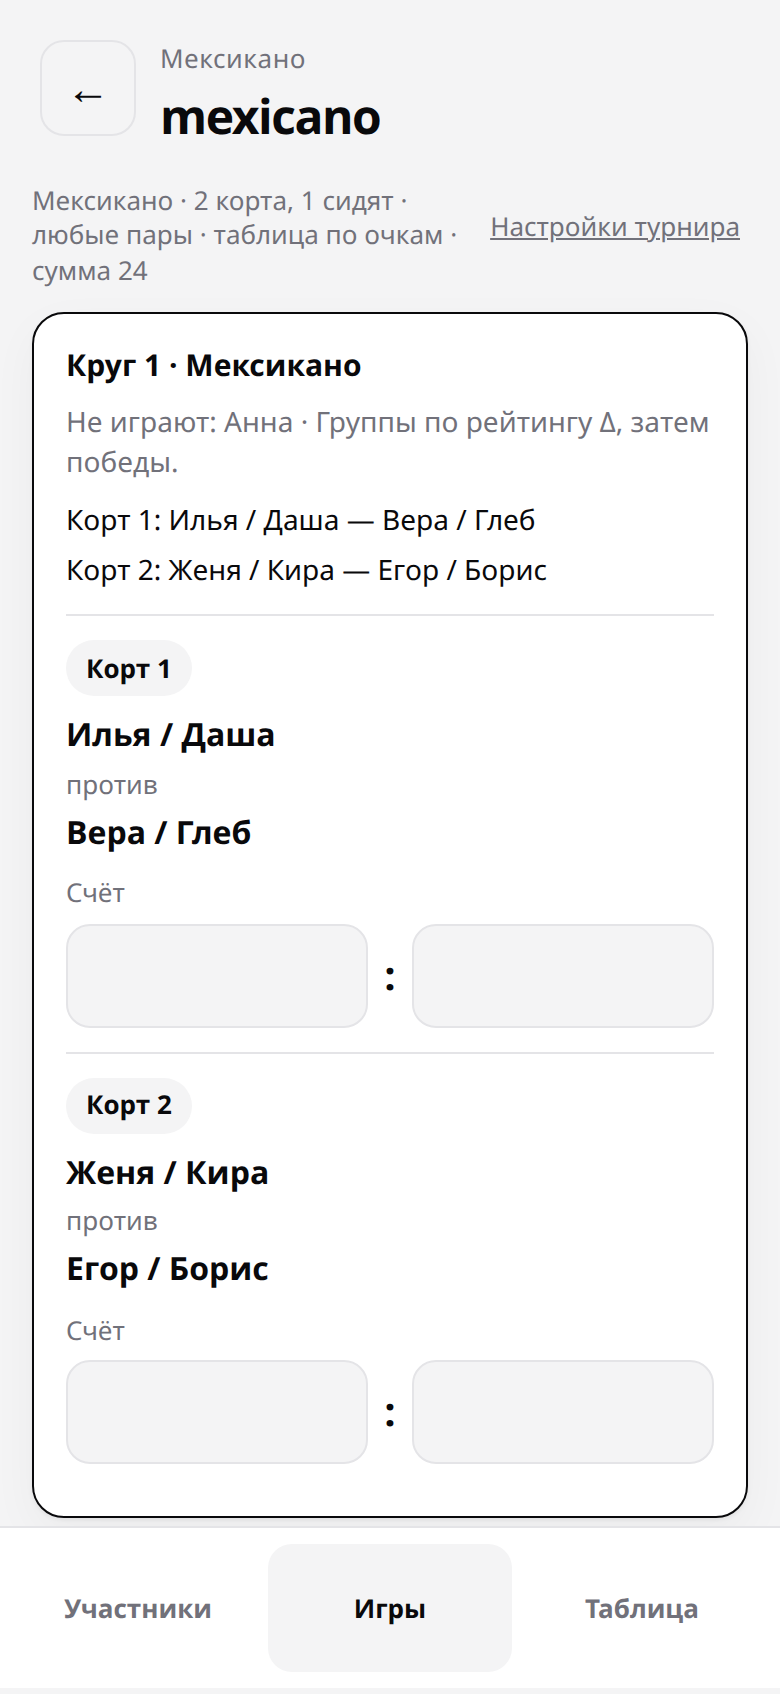 ←
Мексикано
mexicano
Мексикано · 2 корта, 1 сидят ·
любые пары · таблица по очкам ·
сумма 24
Настройки турнира
Круг 1 · Мексикано
Не играют: Анна · Группы по рейтингу Δ, затем
победы.
Корт 1: Илья / Даша — Вера / Глеб
Корт 2: Женя / Кира — Егор / Борис
Корт 1
Илья / Даша
против
Вера / Глеб
Счёт
:
Корт 2
Женя / Кира
против
Егор / Борис
Счёт
:
Участники
Игры
Таблица